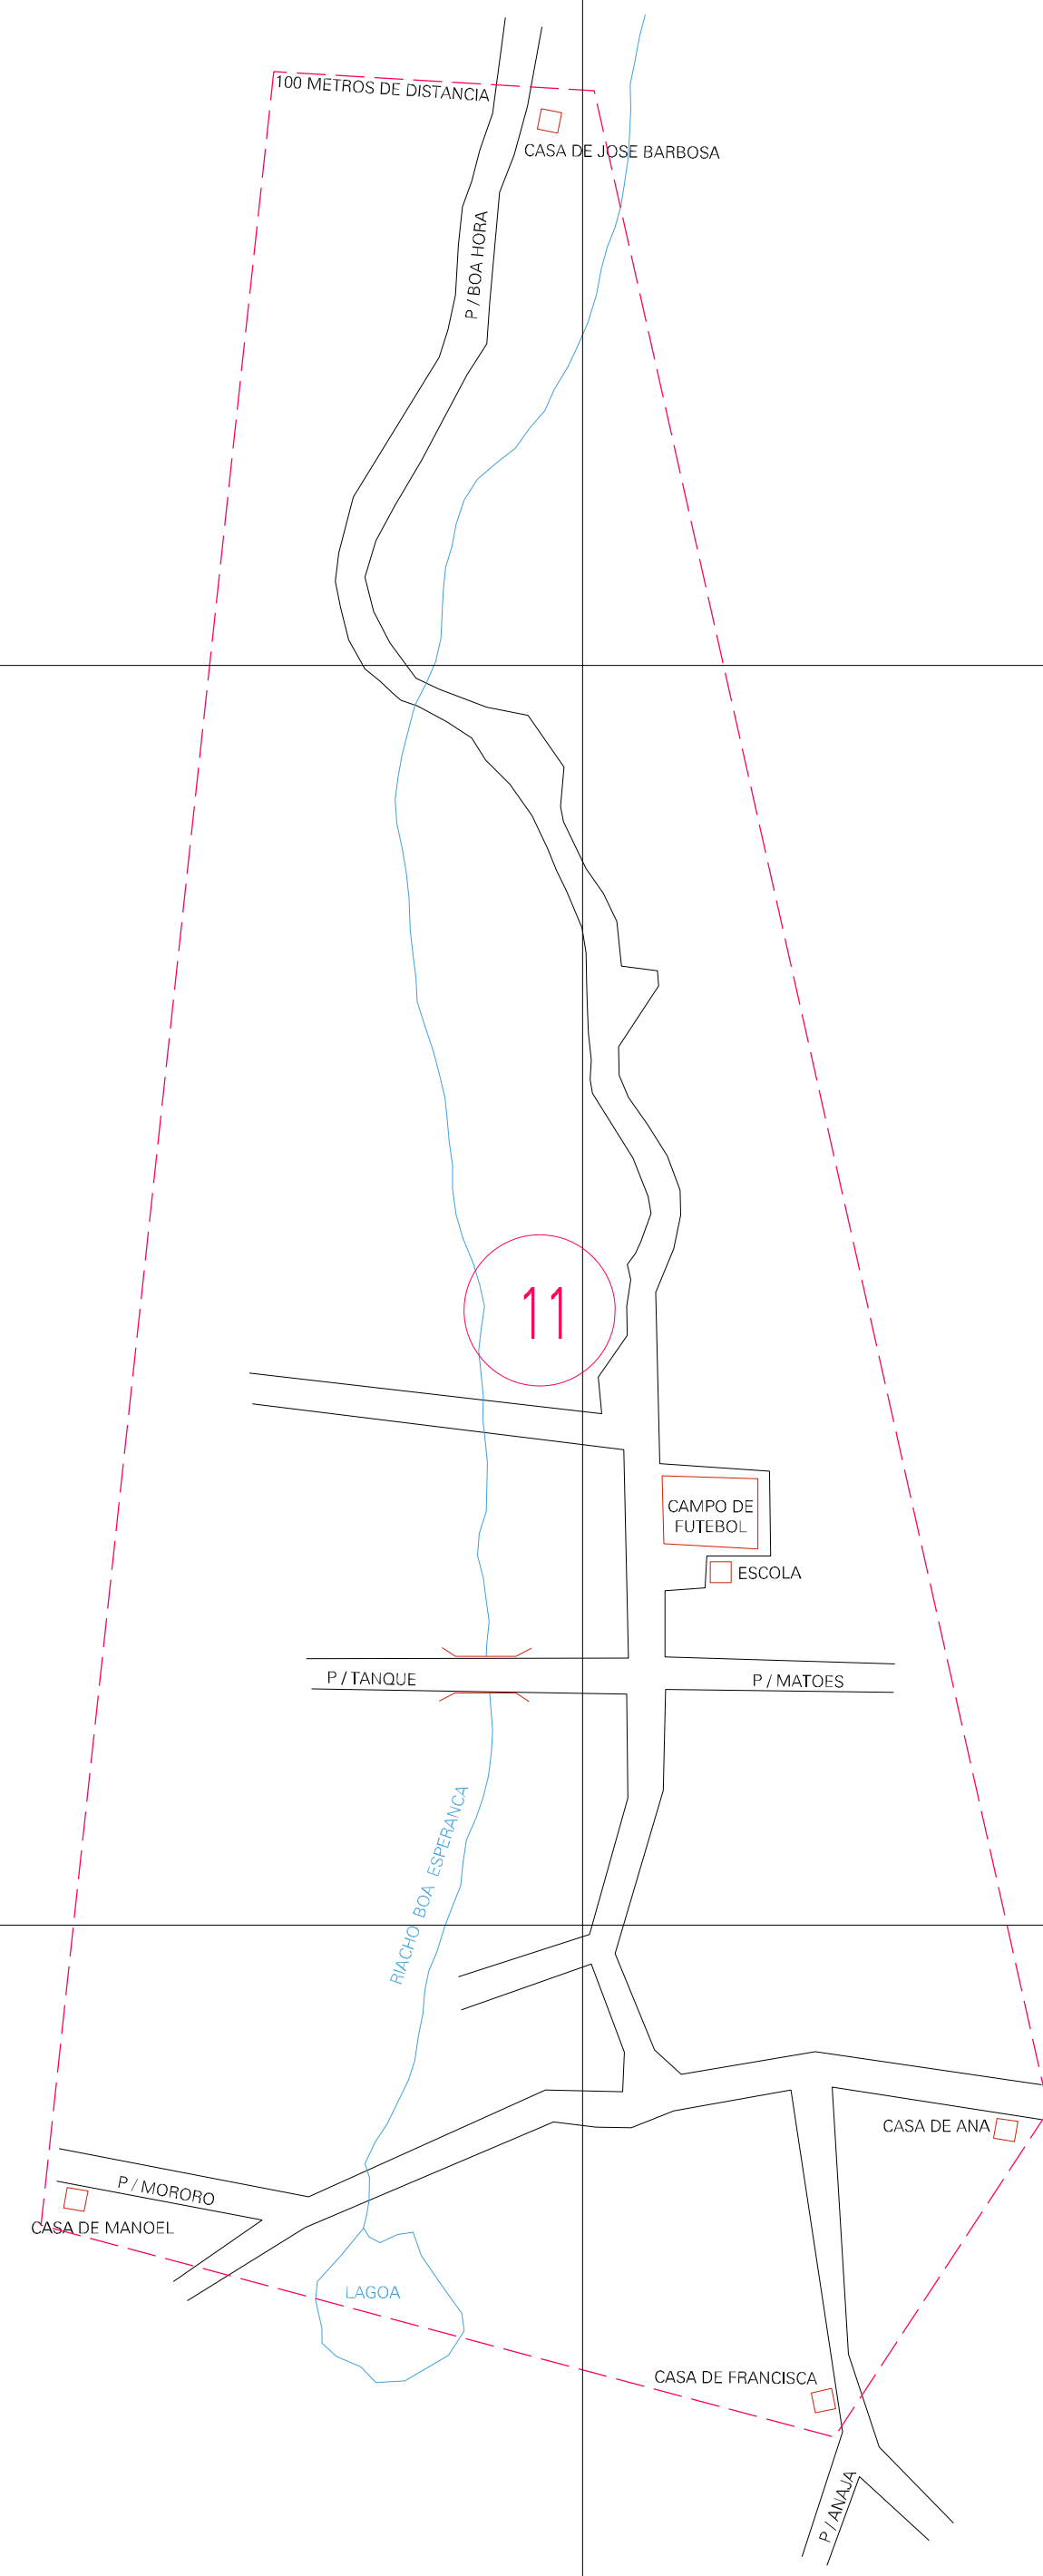 100 METROS DE DISTANCIA
CASA DE JOSE BARBOSA
P / BOA HORA
11
CAMPO DE
FUTEBOL
ESCOLA
P / TANQUE
P / MATOES
RIACHO BOA ESPERANCA
CASA DE ANA
P / MORORO
CASA DE MANOEL
LAGOA
CASA DE FRANCISCA
P / ANAJA